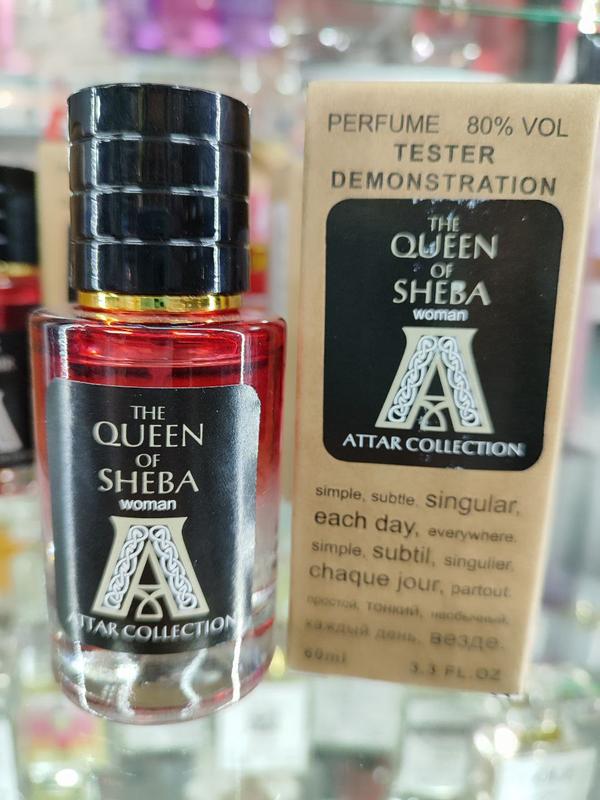 THE
QUEEN
OF
SHEBA
woman
ATTAR COLLECTION
PERFUME 80% VOL
TESTER
DEMONSTRATION
THE
QUEEN
OF
SHEBA
woman
ATTAR COLLECTION
simple, subtle, singular,
each day, everywhere.
simple, subtil, singulier,
chaque jour, partout.
простой, тонкий, необычный,
каждый день, везде.
60ml 3.3 FL.OZ